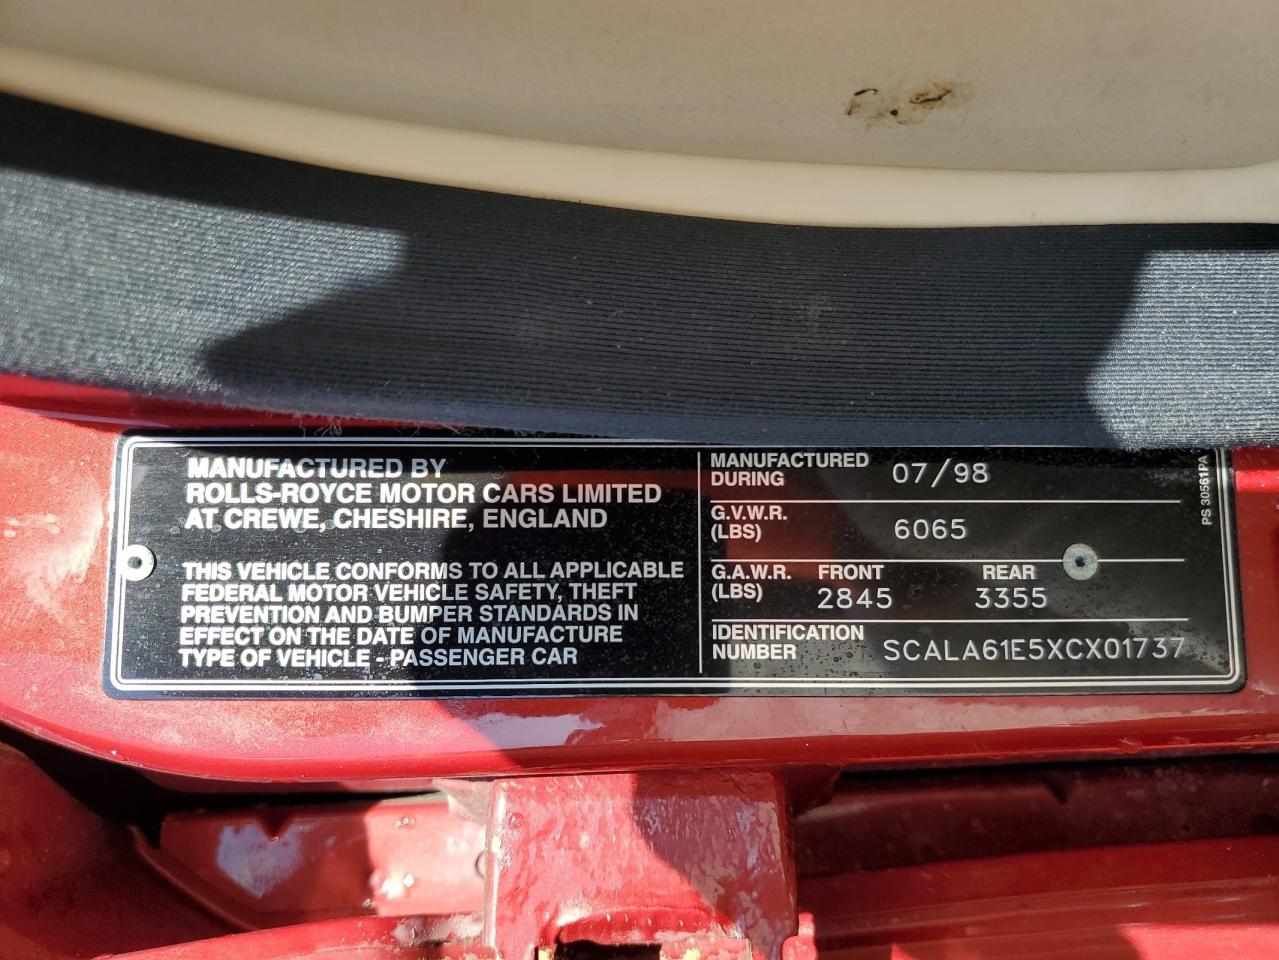 MANUFACTURED BY
ROLLS-ROYCE MOTOR CARS LIMITED
AT CREWE, CHESHIRE, ENGLAND
THIS VEHICLE CONFORMS TO ALL APPLICABLE
FEDERAL MOTOR VEHICLE SAFETY, THEFT
PREVENTION AND BUMPER STANDARDS IN
EFFECT ON THE DATE OF MANUFACTURE
TYPE OF VEHICLE - PASSENGER CAR
MANUFACTURED
DURING 07/98
G.V.W.R.
(LBS) 6065
G.A.W.R. FRONT REAR
(LBS) 2845 3355
IDENTIFICATION
NUMBER SCALA61E5XCX01737
PS 30561PA